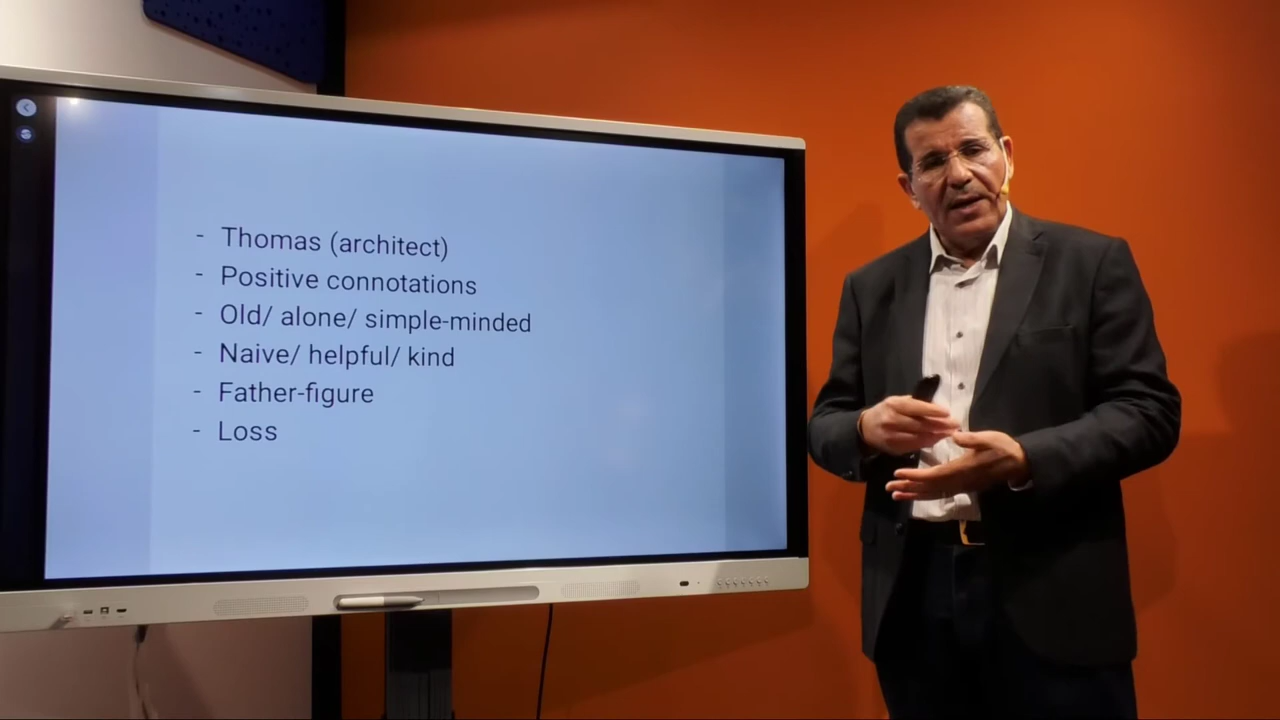 - Thomas (architect)
- Positive connotations
- Old/ alone/ simple-minded
- Naive/ helpful/ kind
- Father-figure
- Loss